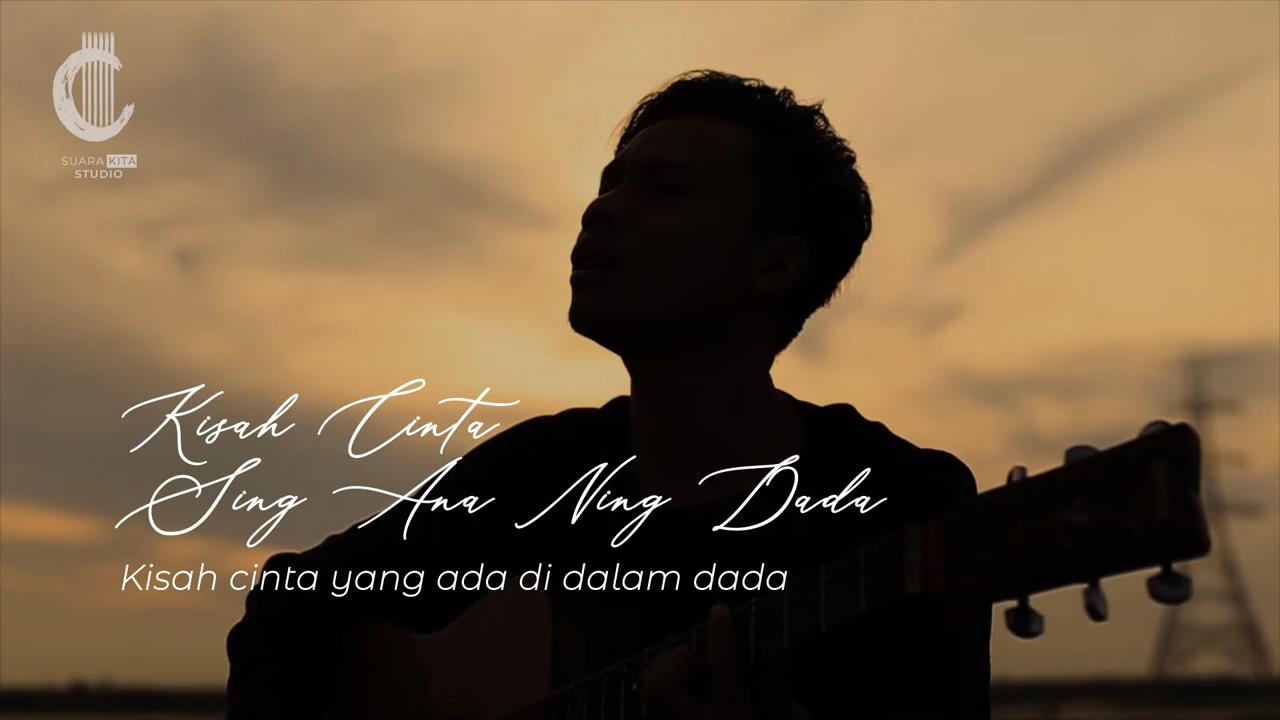 SUARA KITA
STUDIO
Kisah Cinta
Sing Ana Ning Dada
Kisah cinta yang ada di dalam dada